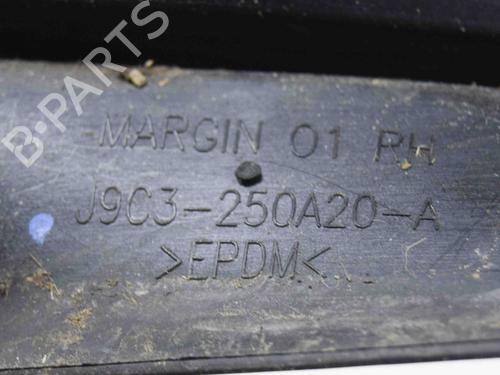 MARGIN 01 RH
J9C3-250A20-A
>EPDM<
B-PARTS